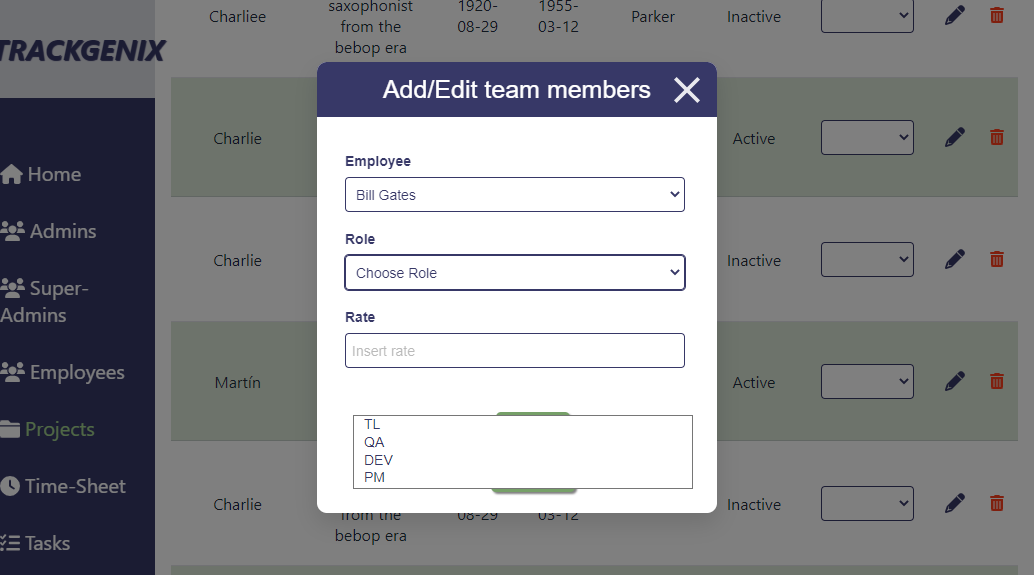 TRACKGENIX
Home
Admins
Super-
Admins
Employees
Projects
Time-Sheet
Tasks
Charliee
saxophonist
from the
bebop era
1920-
08-29
1955-
03-12
Parker
Inactive
Charlie
Active
Charlie
Inactive
Martín
Active
Charlie
from the
bebop era
08-29
03-12
Inactive
Add/Edit team members
Employee
Bill Gates
Role
Choose Role
Rate
Insert rate
TL
QA
DEV
PM